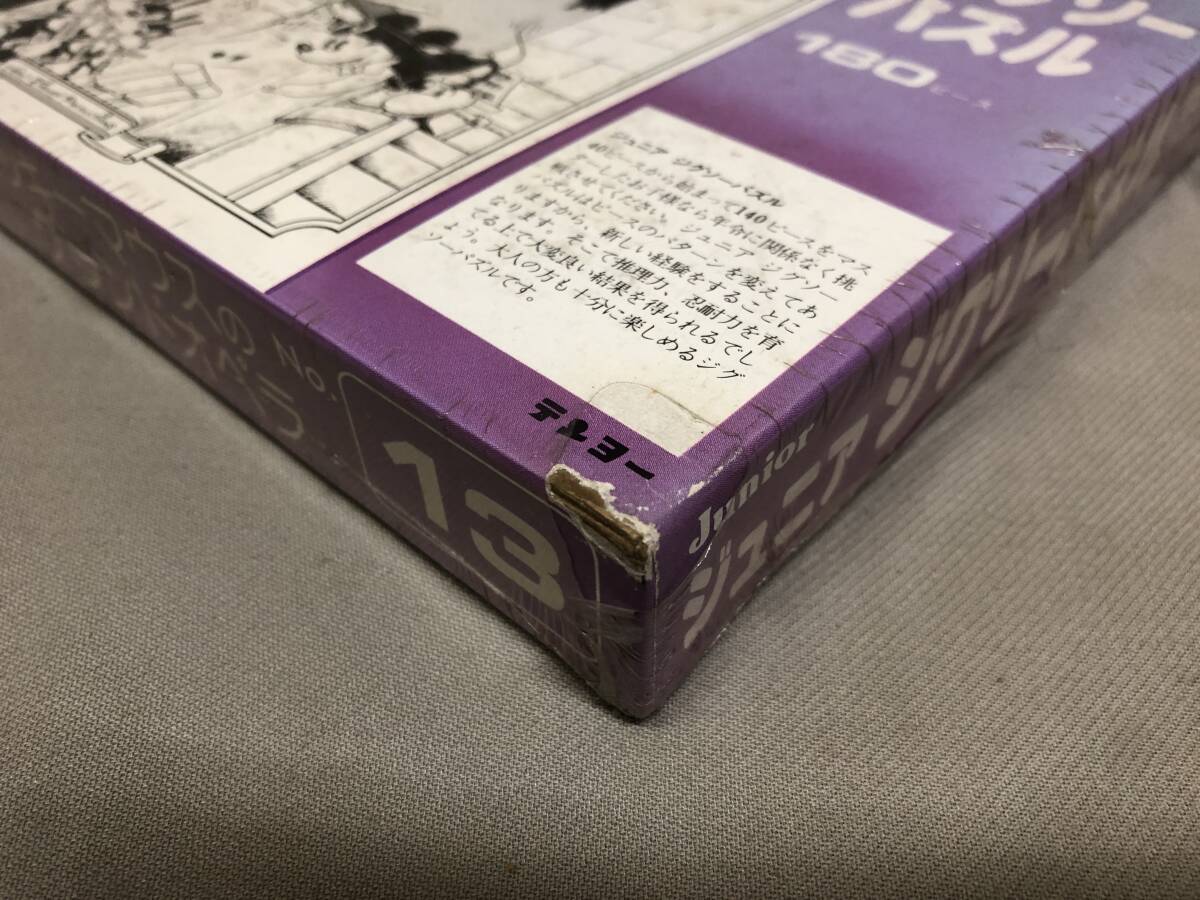 ソー
パズル
180ピース
ジュニア ジグソーパズル
40ピースから始まって140ピースをマス
ターしたお子様なら年令に関係なく挑
戦させてください。ジュニア ジグソー
パズルはピースのパターンを変えてあ
りますから、新しい経験をすることに
なります。そこで推理力、忍耐力を育
てる上で大変良い結果を得られるでし
ょう。大人の方も十分に楽しめるジグ
ソーパズルです。
テンヨー
No.
13
Junior
ジュニア ジグソー